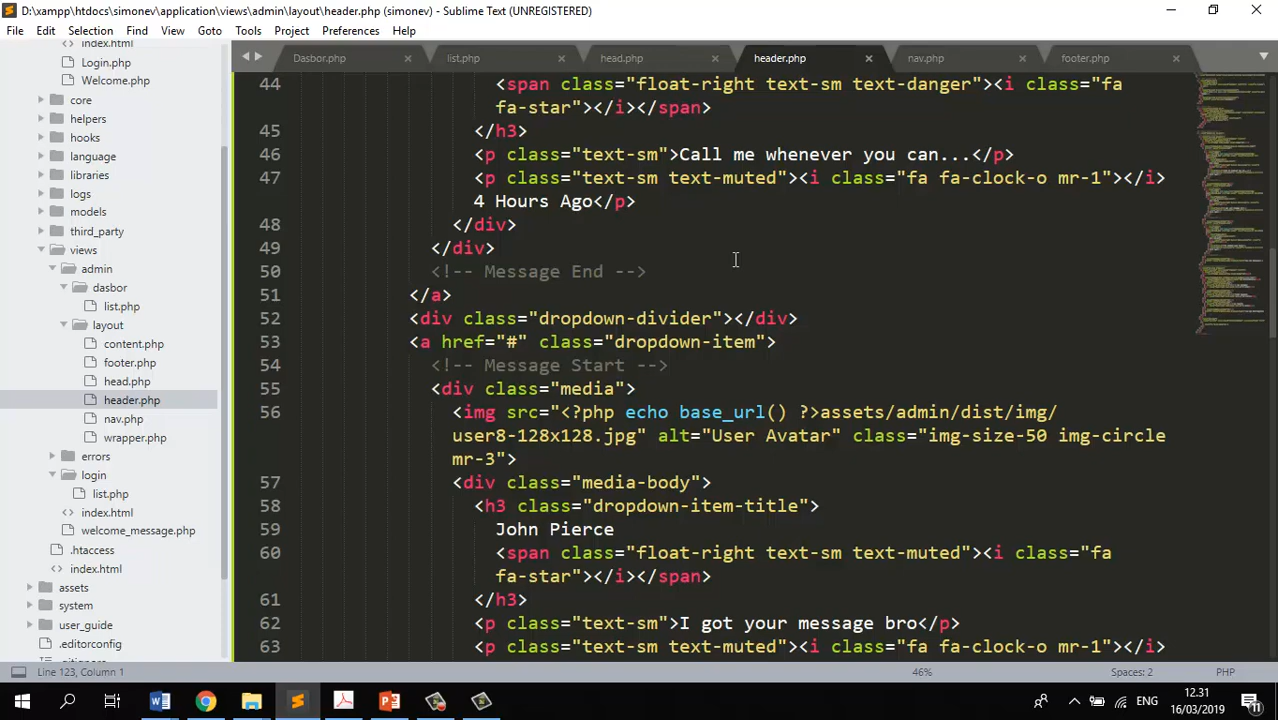 D:\xampp\htdocs\simonev\application\views\admin\layout\header.php (simonev) - Sublime Text (UNREGISTERED)
File Edit Selection Find View Goto Tools Project Preferences Help
Dasbor.php list.php head.php header.php nav.php footer.php
index.html
Login.php
Welcome.php
core
helpers
hooks
language
libraries
logs
models
third_party
views
admin
dasbor
list.php
layout
content.php
footer.php
head.php
header.php
nav.php
wrapper.php
errors
login
list.php
index.html
welcome_message.php
.htaccess
index.html
assets
system
user_guide
.editorconfig
.gitignore
44 <span class="float-right text-sm text-danger"><i class="fa
fa-star"></i></span>
45 </h3>
46 <p class="text-sm">Call me whenever you can...</p>
47 <p class="text-sm text-muted"><i class="fa fa-clock-o mr-1"></i>
4 Hours Ago</p>
48 </div>
49 </div>
50 <!-- Message End -->
51 </a>
52 <div class="dropdown-divider"></div>
53 <a href="#" class="dropdown-item">
54 <!-- Message Start -->
55 <div class="media">
56 <img src="<?php echo base_url() ?>assets/admin/dist/img/
user8-128x128.jpg" alt="User Avatar" class="img-size-50 img-circle
mr-3">
57 <div class="media-body">
58 <h3 class="dropdown-item-title">
59 John Pierce
60 <span class="float-right text-sm text-muted"><i class="fa
fa-star"></i></span>
61 </h3>
62 <p class="text-sm">I got your message bro</p>
63 <p class="text-sm text-muted"><i class="fa fa-clock-o mr-1"></i>
Line 123, Column 1 46% Spaces: 2 PHP
ENG 12.31
16/03/2019 11